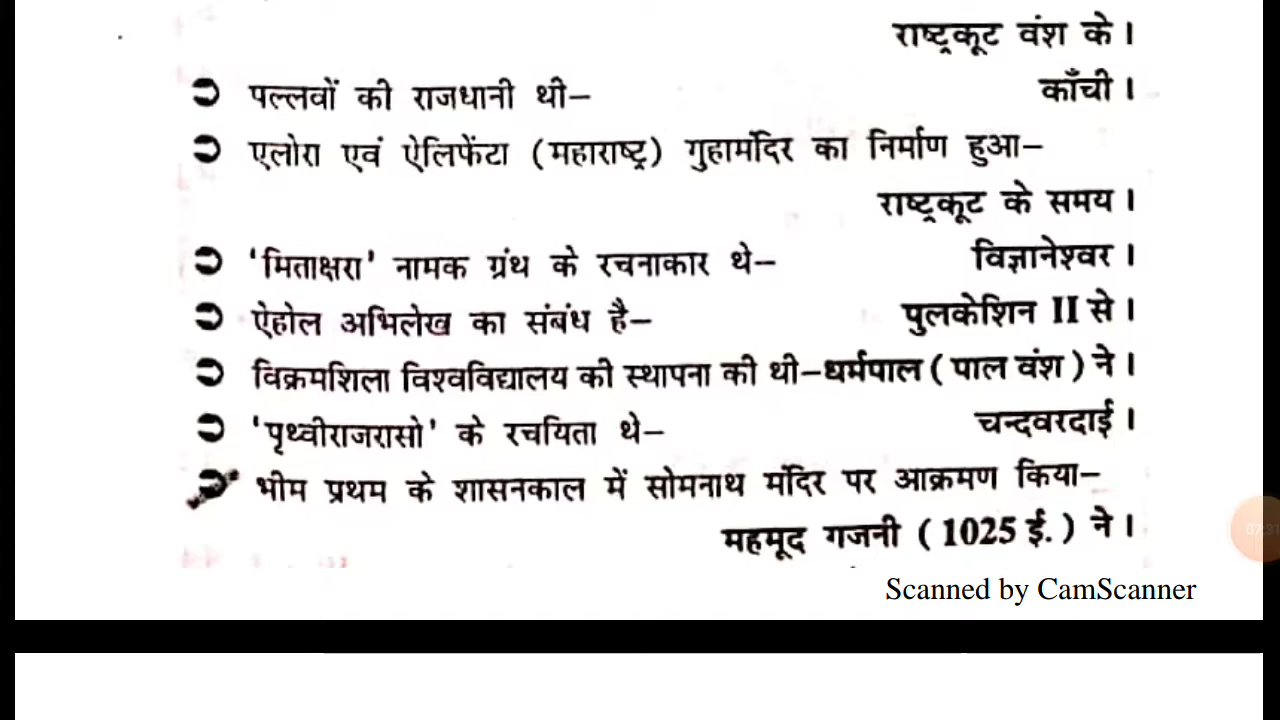 राष्ट्रकूट वंश के।
➲ पल्लवों की राजधानी थी– काँची।
➲ एलोरा एवं ऐलिफेंटा (महाराष्ट्र) गुहामंदिर का निर्माण हुआ–
राष्ट्रकूट के समय।
➲ 'मिताक्षरा' नामक ग्रंथ के रचनाकार थे– विज्ञानेश्वर।
➲ ऐहोल अभिलेख का संबंध है– पुलकेशिन II से।
➲ विक्रमशिला विश्वविद्यालय की स्थापना की थी–धर्मपाल (पाल वंश) ने।
➲ 'पृथ्वीराजरासो' के रचयिता थे– चन्दवरदाई।
➲ भीम प्रथम के शासनकाल में सोमनाथ मंदिर पर आक्रमण किया–
महमूद गजनी (1025 ई.) ने।
07:31
Scanned by CamScanner